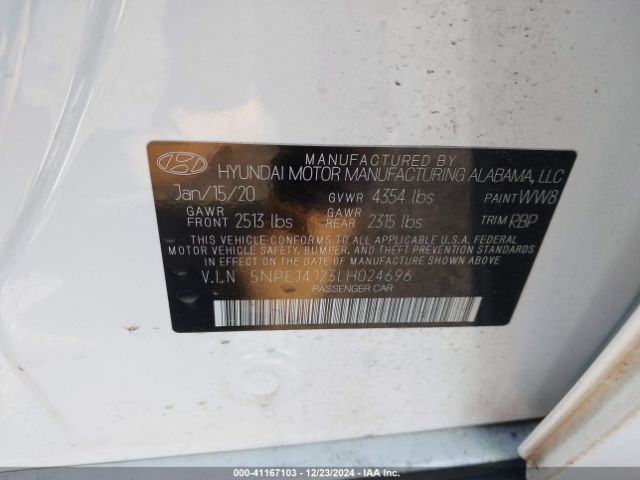 MANUFACTURED BY
HYUNDAI MOTOR MANUFACTURING ALABAMA, LLC
Jan/15/20 GVWR 4354 lbs PAINT WW8
GAWR FRONT 2513 lbs GAWR REAR 2315 lbs TRIM RBP
THIS VEHICLE CONFORMS TO ALL APPLICABLE U.S.A. FEDERAL
MOTOR VEHICLE SAFETY, BUMPER, AND THEFT PREVENTION STANDARDS
IN EFFECT ON THE DATE OF MANUFACTURE SHOWN ABOVE.
V.I.N 5NPEJ4J23LH024696
PASSENGER CAR
000-41167103 - 12/23/2024 - IAA Inc.